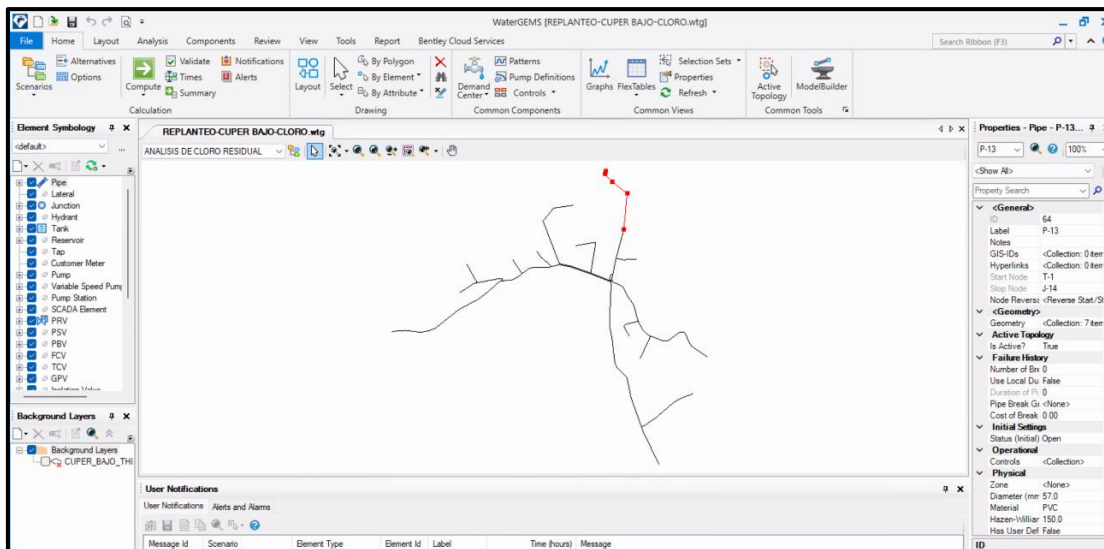 WaterGEMS [REPLANTEO-CUPER BAJO-CLORO.wtg]
File Home Layout Analysis Components Review View Tools Report Bentley Cloud Services
Search Ribbon (F3)
Scenarios
Alternatives
Options
Compute
Validate
Times
Summary
Notifications
Alerts
Calculation
Layout
Select
By Polygon
By Element
By Attribute
Drawing
Demand Center
Patterns
Pump Definitions
Controls
Common Components
Graphs
FlexTables
Selection Sets
Properties
Refresh
Common Views
Active Topology
ModelBuilder
Common Tools
Element Symbology
<default>
...
Pipe
Lateral
Junction
Hydrant
Tank
Reservoir
Tap
Customer Meter
Pump
Variable Speed Pump
Pump Station
SCADA Element
PRV
PSV
PBV
FCV
TCV
GPV
Background Layers
Background Layers
CUPER_BAJO_THI
REPLANTEO-CUPER BAJO-CLORO.wtg
ANALISIS DE CLORO RESIDUAL
User Notifications
User Notifications Alerts and Alarms
Message Id Scenario Element Type Element Id Label Time (hours) Message
Properties - Pipe - P-13...
P-13 100%
<Show All>
Property Search
<General>
ID 64
Label P-13
Notes
GIS-IDs <Collection: 0 item
Hyperlinks <Collection: 0 item
Start Node T-1
Stop Node J-14
Node Reversa <Reverse Start/St
<Geometry>
Geometry <Collection: 7 item
Active Topology
Is Active? True
Failure History
Number of Bre 0
Use Local Du False
Duration of Pi 0
Pipe Break Gr <None>
Cost of Break 0.00
Initial Settings
Status (Initial) Open
Operational
Controls <Collection>
Physical
Zone <None>
Diameter (mm 57.0
Material PVC
Hazen-Williar 150.0
Has User Def False
ID